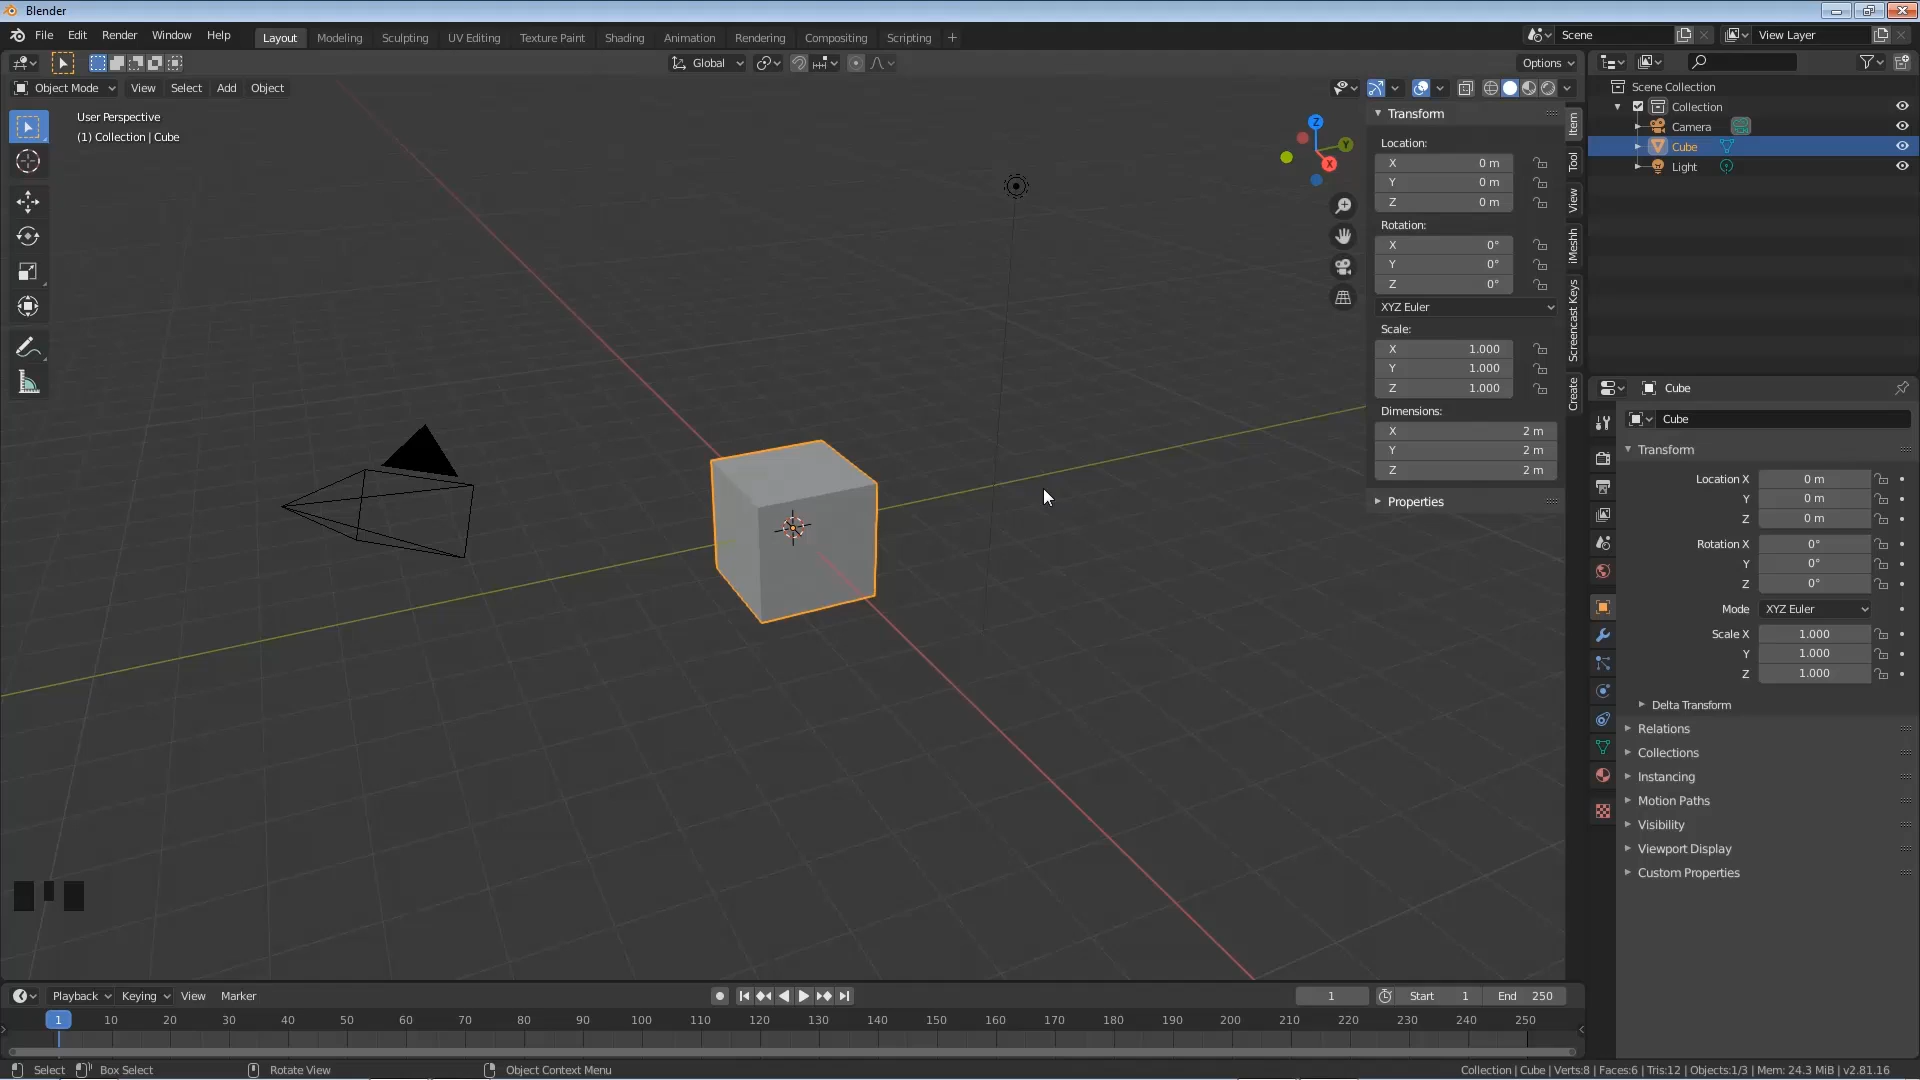 Blender
File Edit Render Window Help
Layout Modeling Sculpting UV Editing Texture Paint Shading Animation Rendering Compositing Scripting +
Scene View Layer
Global Options
Object Mode View Select Add Object
User Perspective
(1) Collection | Cube
Z
Y
X
Transform
Location:
X 0 m
Y 0 m
Z 0 m
Rotation:
X 0°
Y 0°
Z 0°
XYZ Euler
Scale:
X 1.000
Y 1.000
Z 1.000
Dimensions:
X 2 m
Y 2 m
Z 2 m
Properties
Item
Tool
View
iMeshh
Screencast Keys
Create
Scene Collection
Collection
Camera
Cube
Light
Cube
Cube
Transform
Location X 0 m
Y 0 m
Z 0 m
Rotation X 0°
Y 0°
Z 0°
Mode XYZ Euler
Scale X 1.000
Y 1.000
Z 1.000
Delta Transform
Relations
Collections
Instancing
Motion Paths
Visibility
Viewport Display
Custom Properties
Playback Keying View Marker 1 Start 1 End 250
1 10 20 30 40 50 60 70 80 90 100 110 120 130 140 150 160 170 180 190 200 210 220 230 240 250
Select Box Select Rotate View Object Context Menu Collection | Cube | Verts:8 | Faces:6 | Tris:12 | Objects:1/3 | Mem: 24.3 MiB | v2.81.16